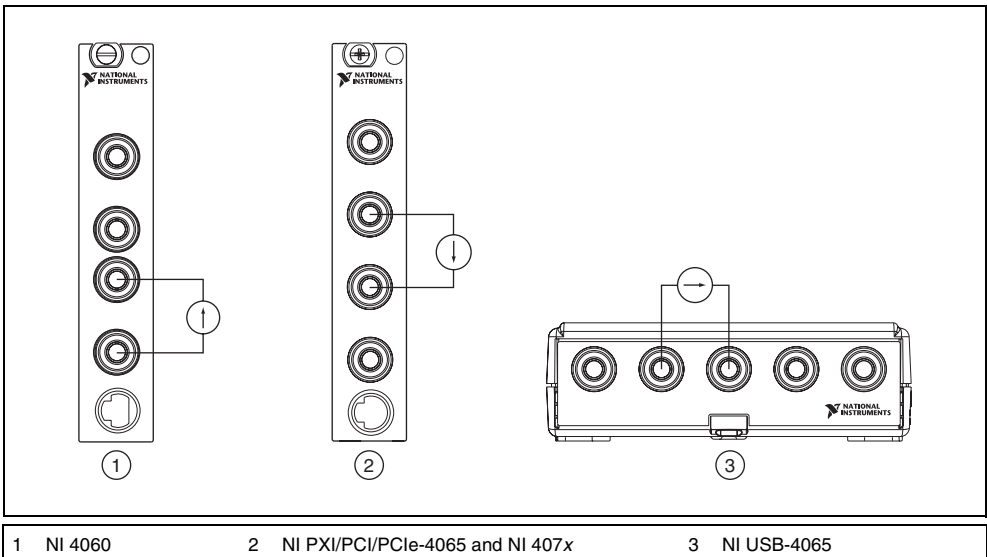 NATIONAL
INSTRUMENTS
NATIONAL
INSTRUMENTS
NATIONAL
INSTRUMENTS
1
2
3
1 NI 4060 2 NI PXI/PCI/PCIe-4065 and NI 407x 3 NI USB-4065